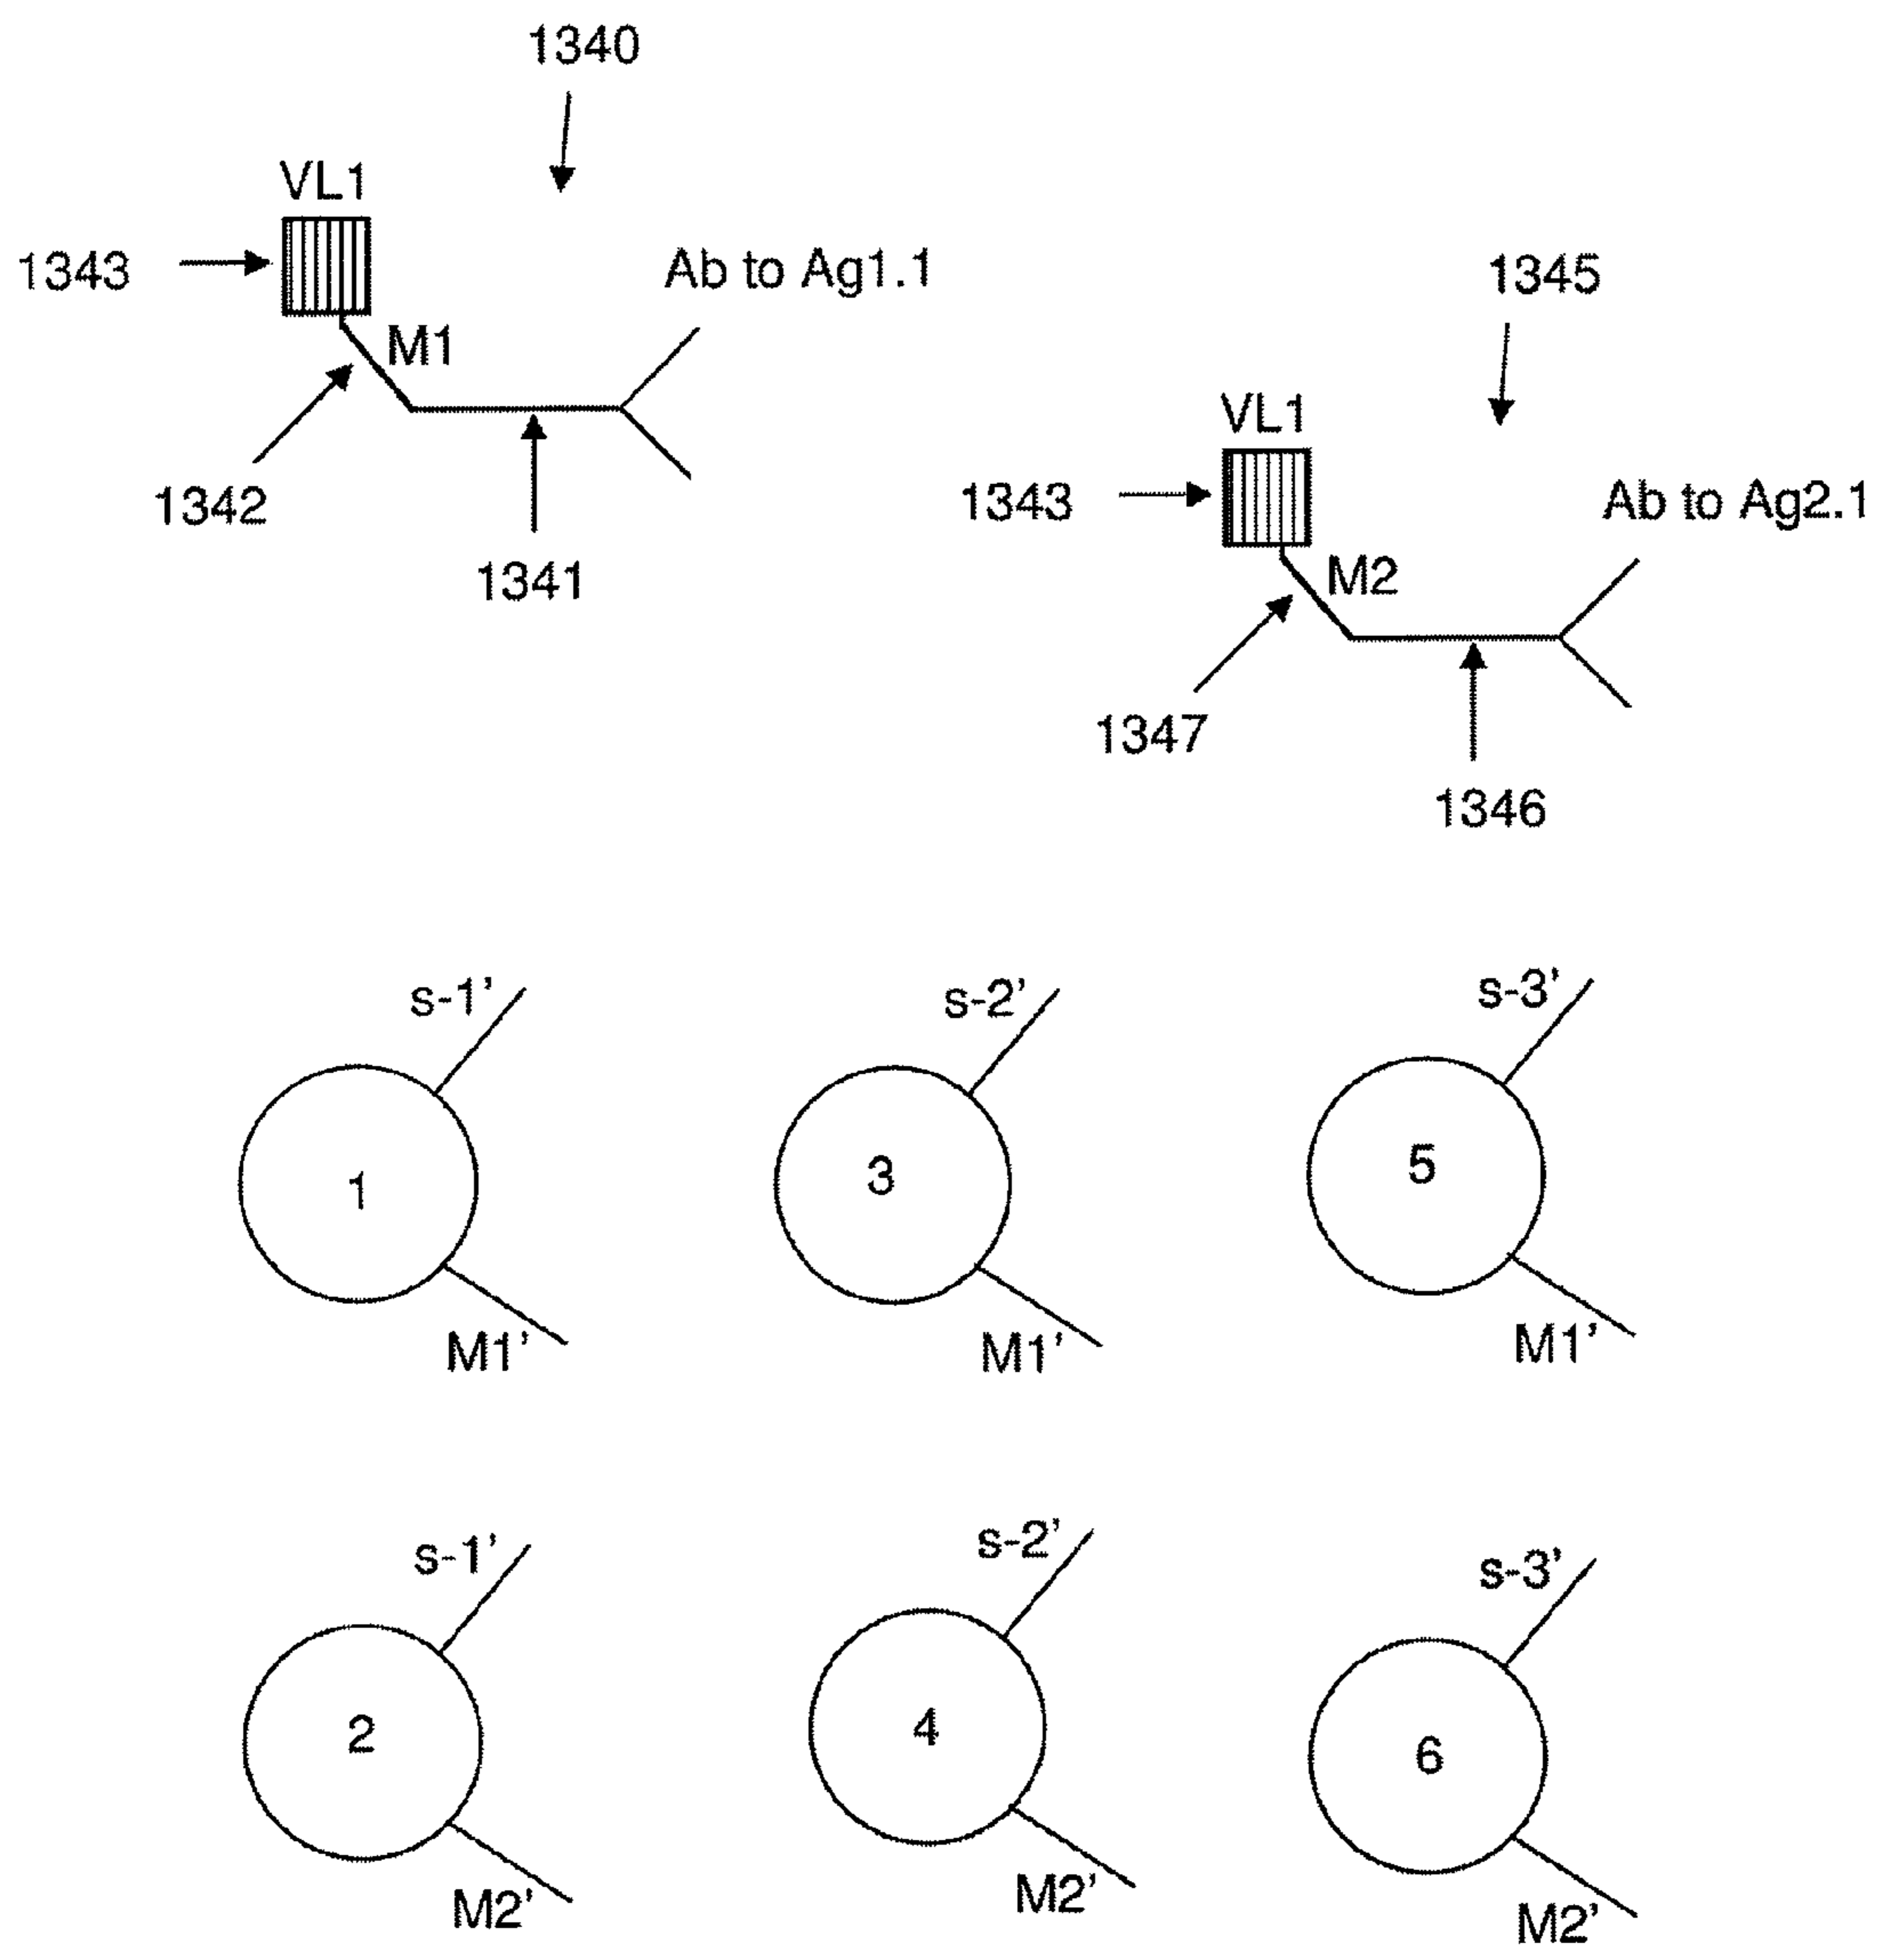 1340
VL1
1343
Ab to Ag1.1
M1
1342
1341
1345
VL1
1343
Ab to Ag2.1
M2
1347
1346
s-1’
s-2’
s-3’
1
3
5
M1’
M1’
M1’
s-1’
s-2’
s-3’
2
4
6
M2’
M2’
M2’